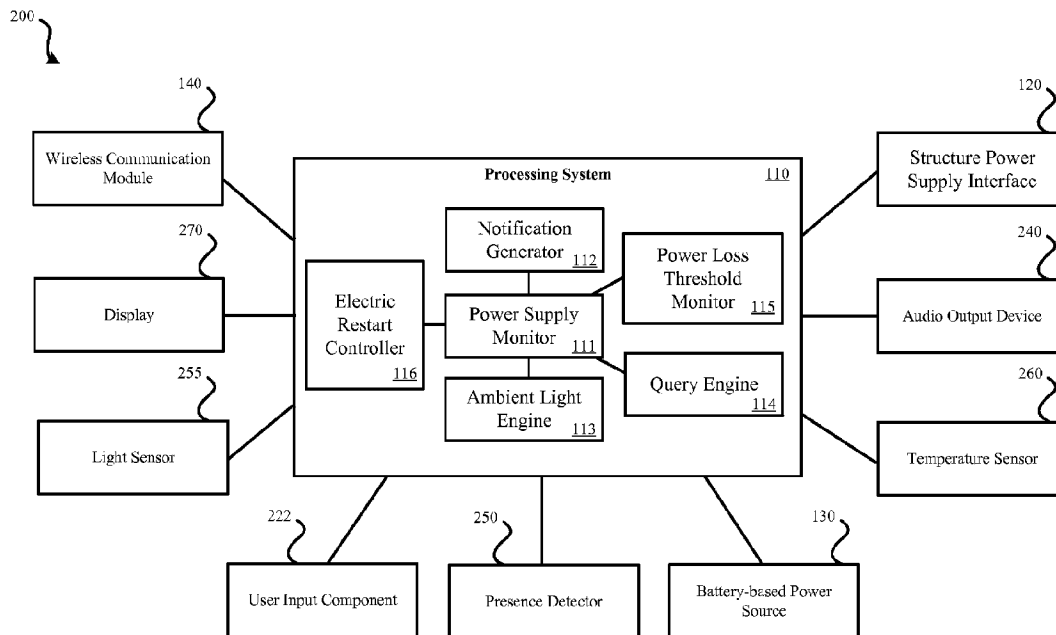 200
140
120
Wireless Communication
Module
Processing System
110
Structure Power
Supply Interface
270
Notification
Generator
112
Power Loss
Threshold
Monitor
115
240
Display
Electric
Restart
Controller
116
Power Supply
Monitor
111
Audio Output Device
255
Ambient Light
Engine
113
Query Engine
114
260
Light Sensor
Temperature Sensor
222
250
130
User Input Component
Presence Detector
Battery-based Power
Source